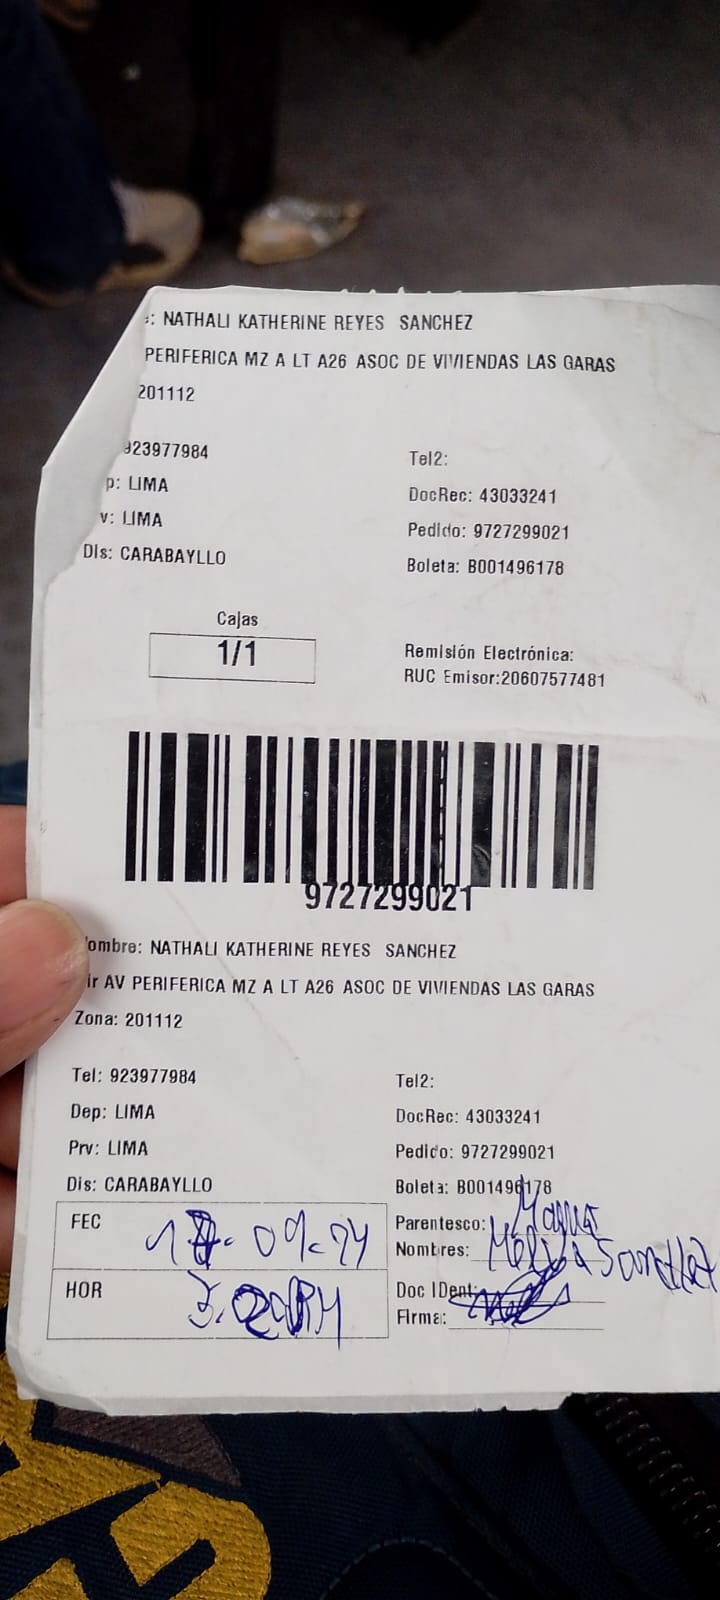 : NATHALI KATHERINE REYES SANCHEZ
PERIFERICA MZ A LT A26 ASOC DE VIVIENDAS LAS GARAS
201112
923977984
Tel2:
p: LIMA
DocRec: 43033241
v: LIMA
Pedido: 9727299021
Dis: CARABAYLLO
Boleta: B001496178
Cajas
1/1
Remisión Electrónica:
RUC Emisor:20607577481
9727299021
ombre: NATHALI KATHERINE REYES SANCHEZ
ir AV PERIFERICA MZ A LT A26 ASOC DE VIVIENDAS LAS GARAS
Zona: 201112
Tel: 923977984
Tel2:
Dep: LIMA
DocRec: 43033241
Prv: LIMA
Pedido: 9727299021
Dis: CARABAYLLO
Boleta: B001496178
FEC
Parentesco:
Nombres:
HOR
Doc IDent:
Firma: